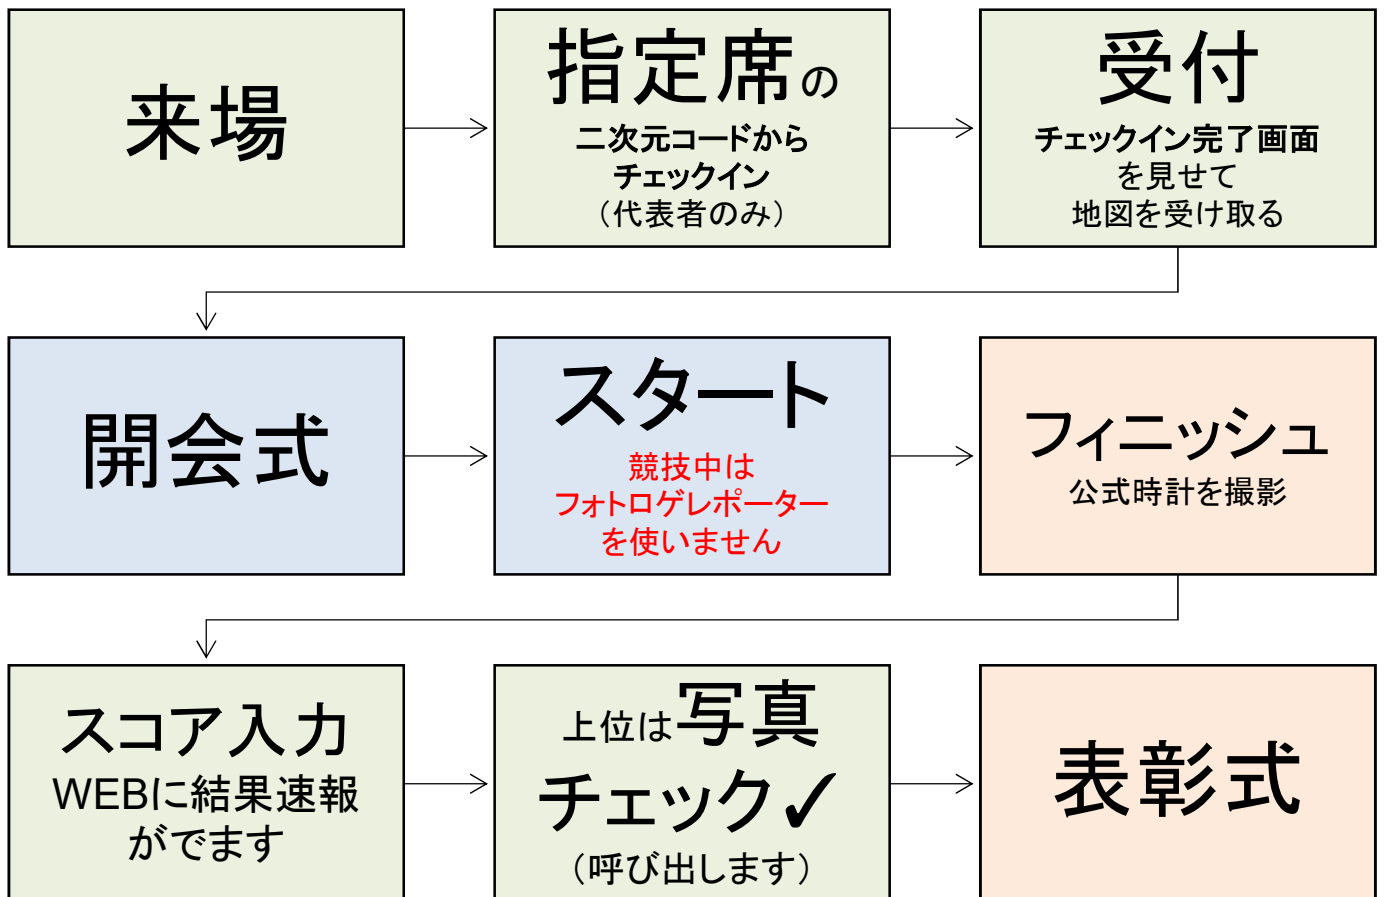 来場
指定席の
二次元コードから
チェックイン
（代表者のみ）
受付
チェックイン完了画面
を見せて
地図を受け取る
開会式
スタート
競技中は
フォトロゲレポーター
を使いません
フィニッシュ
公式時計を撮影
スコア入力
WEBに結果速報
がでます
上位は写真
チェック✓
（呼び出します）
表彰式